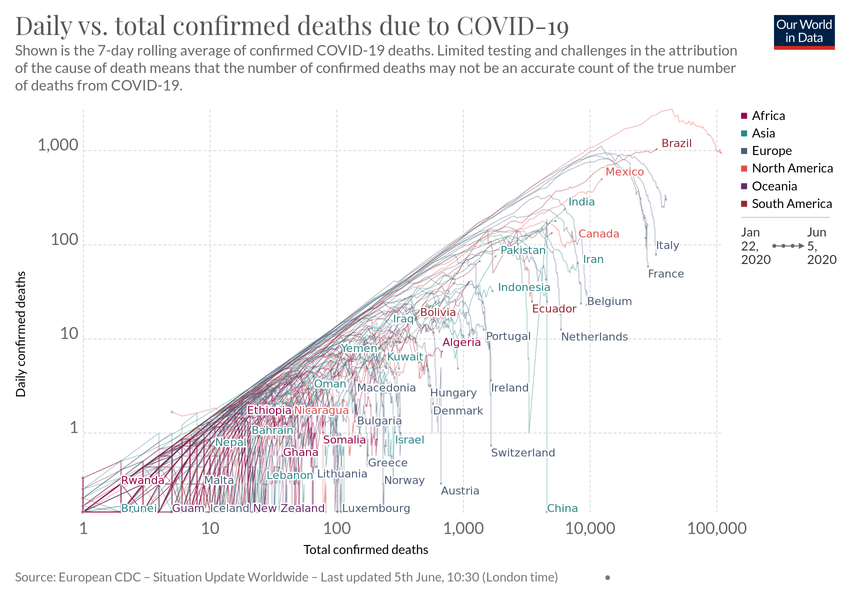 Daily vs. total confirmed deaths due to COVID-19
Our World
in Data
Shown is the 7-day rolling average of confirmed COVID-19 deaths. Limited testing and challenges in the attribution
of the cause of death means that the number of confirmed deaths may not be an accurate count of the true number
of deaths from COVID-19.
Africa
Asia
Europe
North America
Oceania
South America
Jan
22,
2020
Jun
5,
2020
Daily confirmed deaths
1,000
100
10
1
Brazil
Mexico
India
Canada
Pakistan
Italy
Iran
France
Indonesia
Belgium
Ecuador
Bolivia
Iraq
Portugal
Netherlands
Algeria
Yemen
Kuwait
Oman
Macedonia
Ireland
Hungary
Ethiopia
Nicaragua
Denmark
Bulgaria
Bahrain
Nepal
Somalia
Israel
Ghana
Switzerland
Greece
Lebanon
Lithuania
Rwanda
Malta
Norway
Austria
Brunei
Guam
Iceland
New Zealand
Luxembourg
China
1
10
100
1,000
10,000
100,000
Total confirmed deaths
Source: European CDC – Situation Update Worldwide – Last updated 5th June, 10:30 (London time)